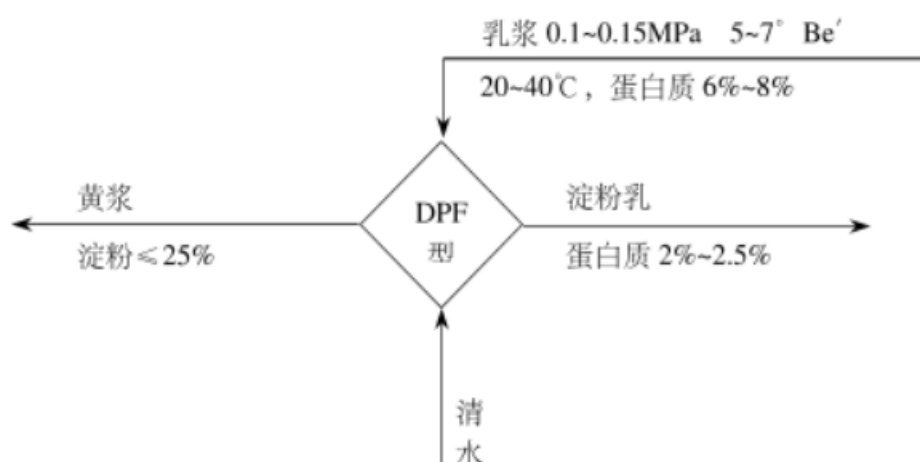 乳浆 0.1~0.15MPa 5~7° Be′
20~40℃，蛋白质 6%~8%
黄浆
淀粉≤25%
DPF
型
淀粉乳
蛋白质 2%~2.5%
清
水